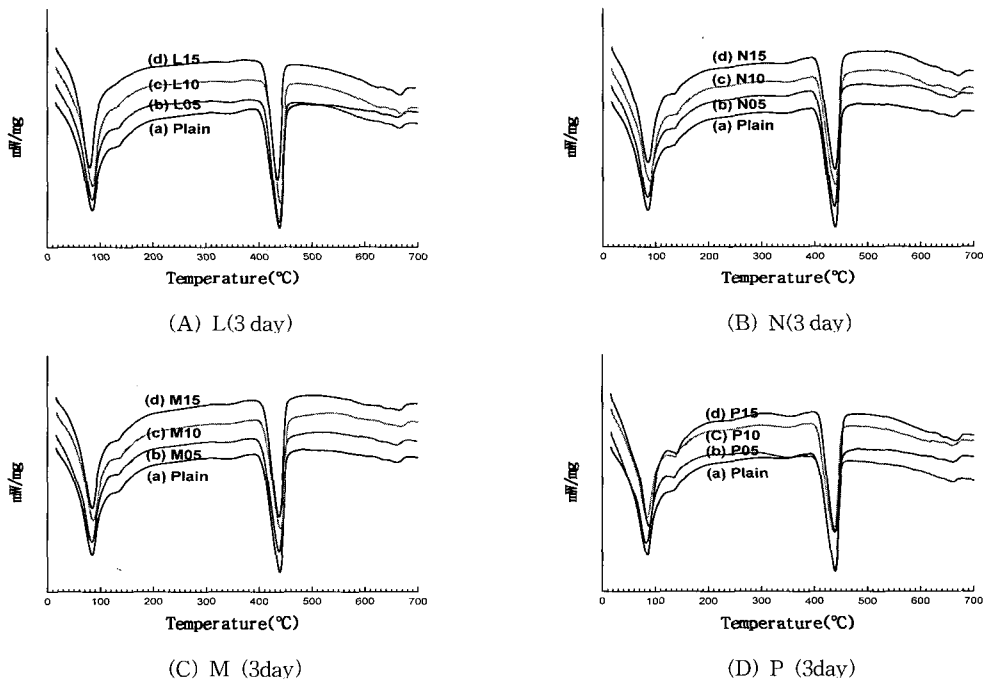 (d) L15
(c) L10
(b) L05
(a) Plain
mW/mg
0 100 200 300 400 500 600 700
Temperature(℃)
(A) L(3 day)
(d) N15
(c) N10
(b) N05
(a) Plain
mW/mg
0 100 200 300 400 500 600 700
Temperature(℃)
(B) N(3 day)
(d) M15
(c) M10
(b) M05
(a) Plain
mW/mg
0 100 200 300 400 500 600 700
Temperature(℃)
(C) M (3day)
(d) P15
(C) P10
(b) P05
(a) Plain
mW/mg
0 100 200 300 400 500 600 700
Temperature(℃)
(D) P (3day)